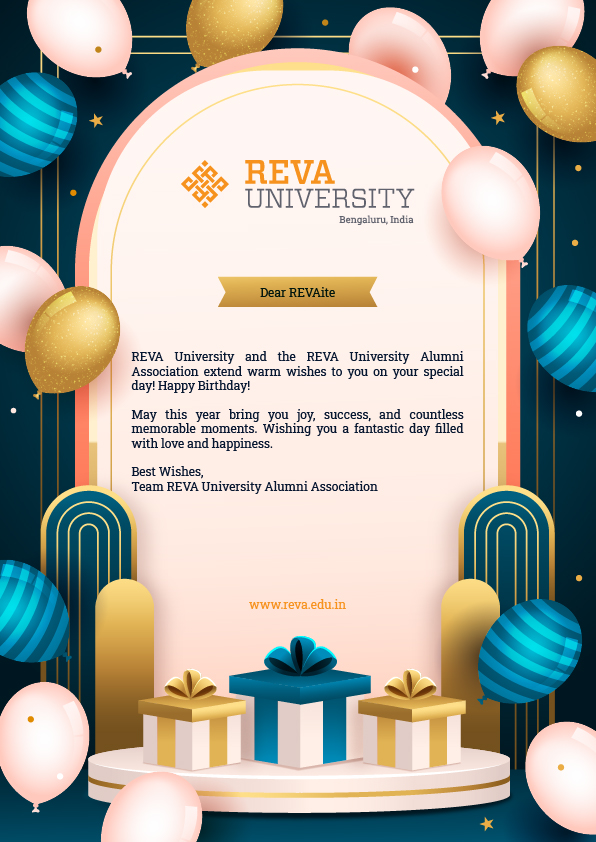 REVA
UNIVERSITY
Bengaluru, India
Dear REVAite
REVA University and the REVA University Alumni
Association extend warm wishes to you on your special
day! Happy Birthday!
May this year bring you joy, success, and countless
memorable moments. Wishing you a fantastic day filled
with love and happiness.
Best Wishes,
Team REVA University Alumni Association
www.reva.edu.in